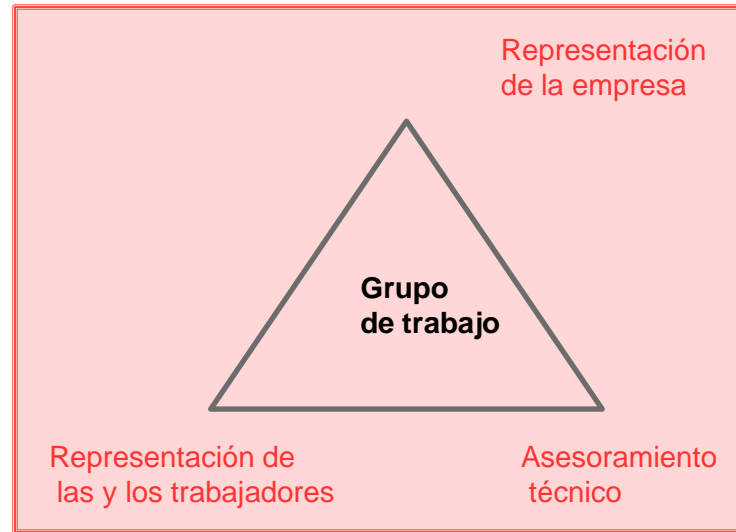 Representación
de la empresa
Grupo
de trabajo
Representación de
las y los trabajadores
Asesoramiento
técnico